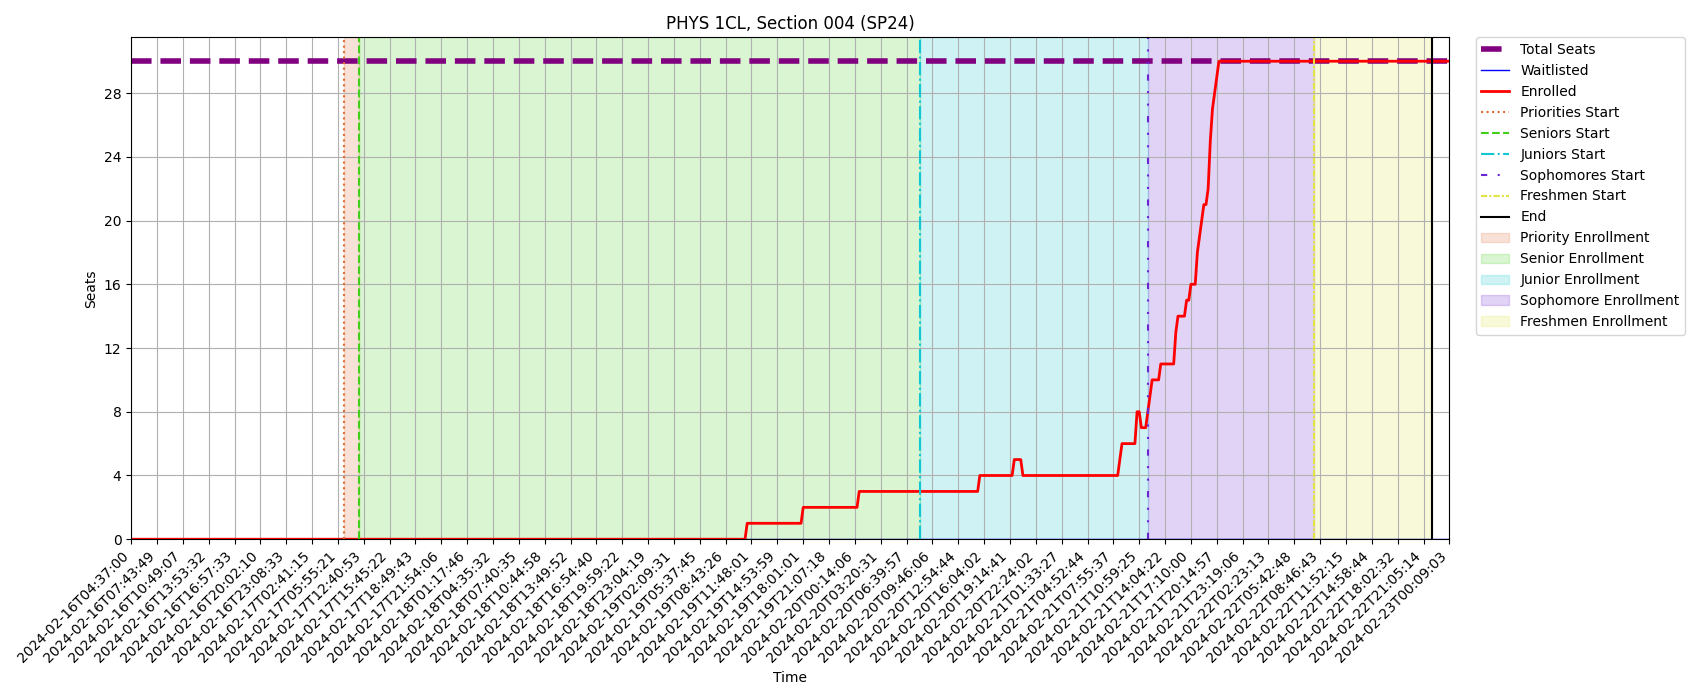 PHYS 1CL, Section 004 (SP24)
Seats
28
24
20
16
12
8
4
0
2024-02-16T04:37:00
2024-02-16T07:43:49
2024-02-16T10:49:07
2024-02-16T13:53:32
2024-02-16T16:57:33
2024-02-16T20:02:10
2024-02-16T23:08:33
2024-02-17T02:41:15
2024-02-17T05:55:21
2024-02-17T12:40:53
2024-02-17T15:45:22
2024-02-17T18:49:43
2024-02-17T21:54:06
2024-02-18T01:17:46
2024-02-18T04:35:32
2024-02-18T07:40:35
2024-02-18T10:44:58
2024-02-18T13:49:52
2024-02-18T16:54:40
2024-02-18T19:59:22
2024-02-18T23:04:19
2024-02-19T02:09:31
2024-02-19T05:37:45
2024-02-19T08:43:26
2024-02-19T11:48:01
2024-02-19T14:53:59
2024-02-19T18:01:01
2024-02-19T21:07:18
2024-02-20T00:14:06
2024-02-20T03:20:31
2024-02-20T06:39:57
2024-02-20T09:46:06
2024-02-20T12:54:44
2024-02-20T16:04:02
2024-02-20T19:14:41
2024-02-20T22:24:02
2024-02-21T01:33:27
2024-02-21T04:52:44
2024-02-21T07:55:37
2024-02-21T10:59:25
2024-02-21T14:04:22
2024-02-21T17:10:00
2024-02-21T20:14:57
2024-02-21T23:19:06
2024-02-22T02:23:13
2024-02-22T05:42:48
2024-02-22T08:46:43
2024-02-22T11:52:15
2024-02-22T14:58:44
2024-02-22T18:02:32
2024-02-22T21:05:14
2024-02-23T00:09:03
Time
Total Seats
Waitlisted
Enrolled
Priorities Start
Seniors Start
Juniors Start
Sophomores Start
Freshmen Start
End
Priority Enrollment
Senior Enrollment
Junior Enrollment
Sophomore Enrollment
Freshmen Enrollment